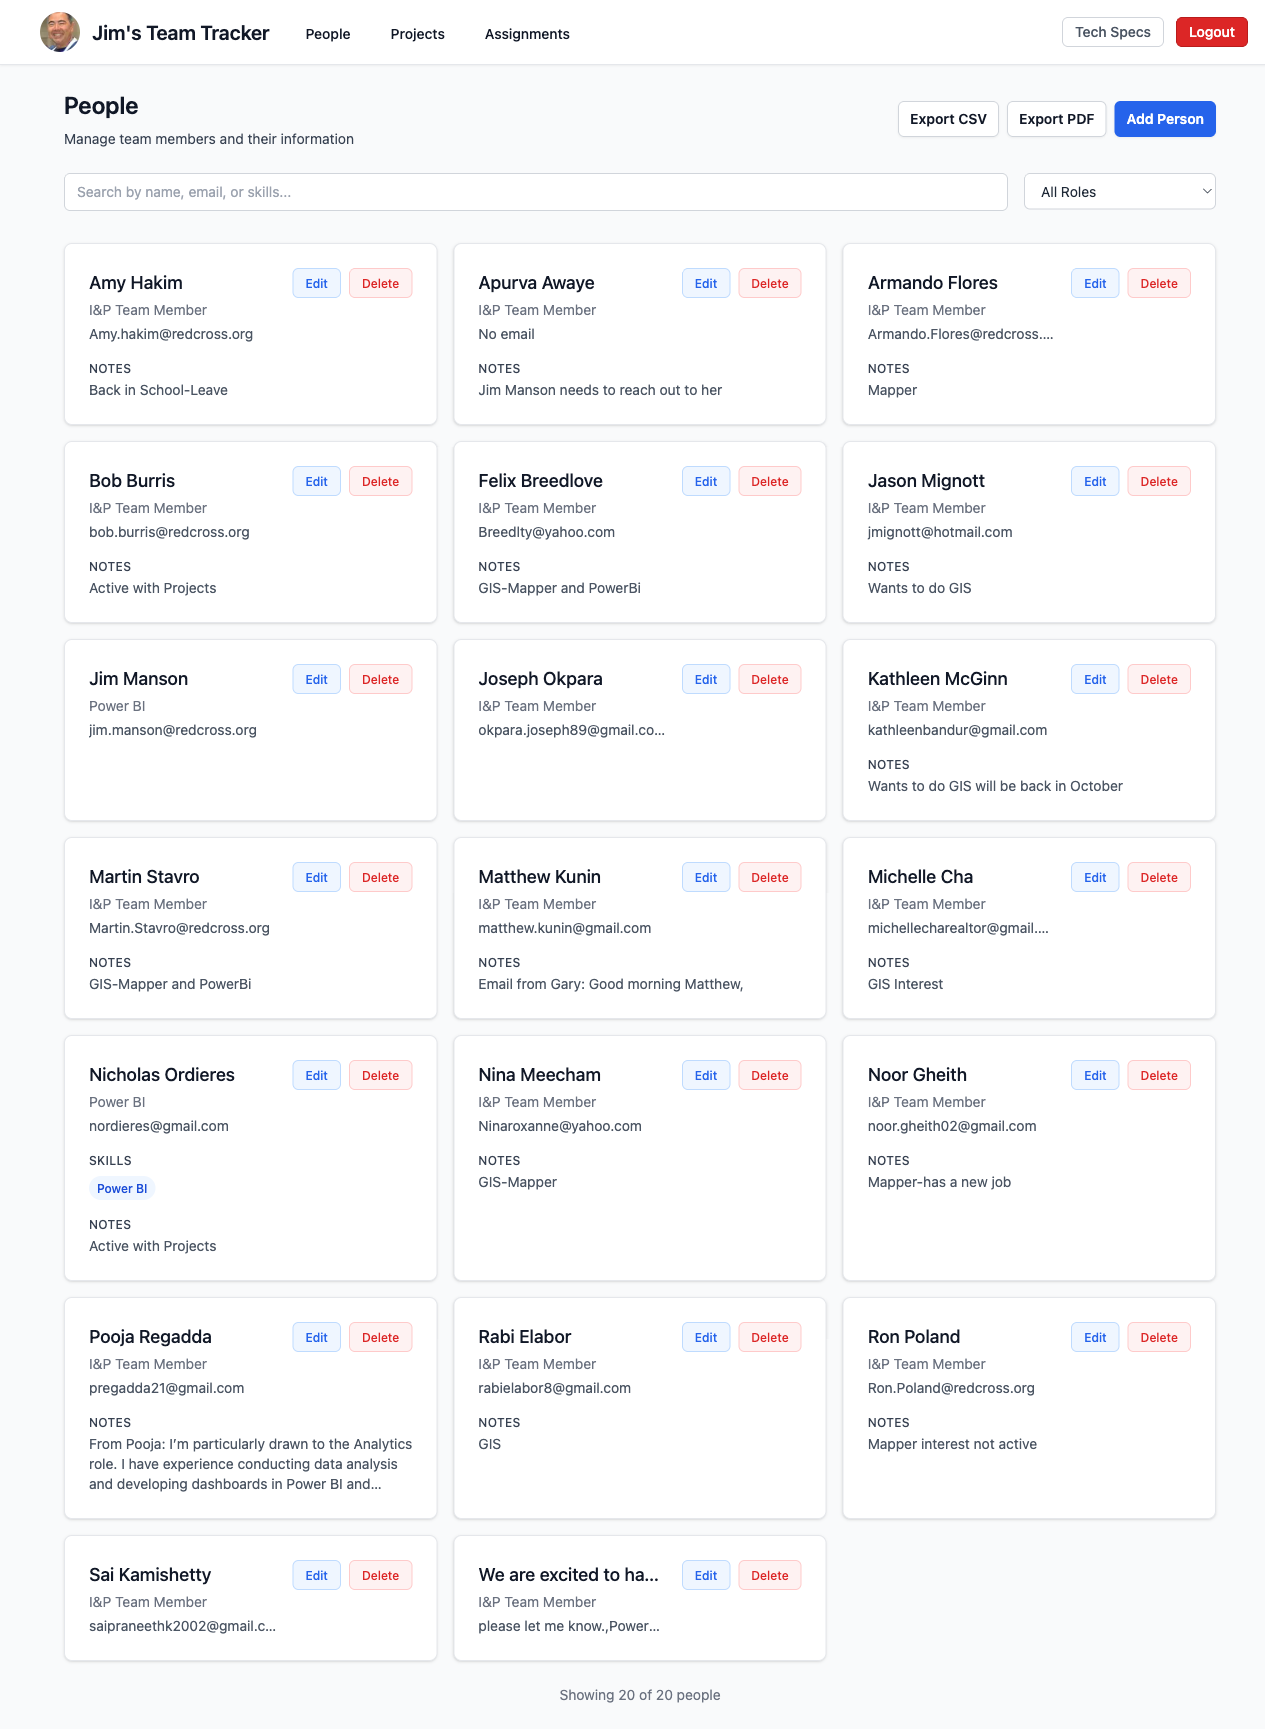 Jim's Team Tracker
People
Projects
Assignments
Tech Specs
Logout
People
Manage team members and their information
Export CSV
Export PDF
Add Person
Search by name, email, or skills...
All Roles
Amy Hakim
Edit
Delete
I&P Team Member
Amy.hakim@redcross.org
NOTES
Back in School-Leave
Apurva Awaye
Edit
Delete
I&P Team Member
No email
NOTES
Jim Manson needs to reach out to her
Armando Flores
Edit
Delete
I&P Team Member
Armando.Flores@redcross....
NOTES
Mapper
Bob Burris
Edit
Delete
I&P Team Member
bob.burris@redcross.org
NOTES
Active with Projects
Felix Breedlove
Edit
Delete
I&P Team Member
Breedlty@yahoo.com
NOTES
GIS-Mapper and PowerBi
Jason Mignott
Edit
Delete
I&P Team Member
jmignott@hotmail.com
NOTES
Wants to do GIS
Jim Manson
Edit
Delete
Power BI
jim.manson@redcross.org
Joseph Okpara
Edit
Delete
I&P Team Member
okpara.joseph89@gmail.co...
Kathleen McGinn
Edit
Delete
I&P Team Member
kathleenbandur@gmail.com
NOTES
Wants to do GIS will be back in October
Martin Stavro
Edit
Delete
I&P Team Member
Martin.Stavro@redcross.org
NOTES
GIS-Mapper and PowerBi
Matthew Kunin
Edit
Delete
I&P Team Member
matthew.kunin@gmail.com
NOTES
Email from Gary: Good morning Matthew,
Michelle Cha
Edit
Delete
I&P Team Member
michellecharealtor@gmail....
NOTES
GIS Interest
Nicholas Ordieres
Edit
Delete
Power BI
nordieres@gmail.com
SKILLS
Power BI
NOTES
Active with Projects
Nina Meecham
Edit
Delete
I&P Team Member
Ninaroxanne@yahoo.com
NOTES
GIS-Mapper
Noor Gheith
Edit
Delete
I&P Team Member
noor.gheith02@gmail.com
NOTES
Mapper-has a new job
Pooja Regadda
Edit
Delete
I&P Team Member
pregadda21@gmail.com
NOTES
From Pooja: I’m particularly drawn to the Analytics
role. I have experience conducting data analysis
and developing dashboards in Power BI and...
Rabi Elabor
Edit
Delete
I&P Team Member
rabielabor8@gmail.com
NOTES
GIS
Ron Poland
Edit
Delete
I&P Team Member
Ron.Poland@redcross.org
NOTES
Mapper interest not active
Sai Kamishetty
Edit
Delete
I&P Team Member
saipraneethk2002@gmail.c...
We are excited to ha...
Edit
Delete
I&P Team Member
please let me know.,Power...
Showing 20 of 20 people